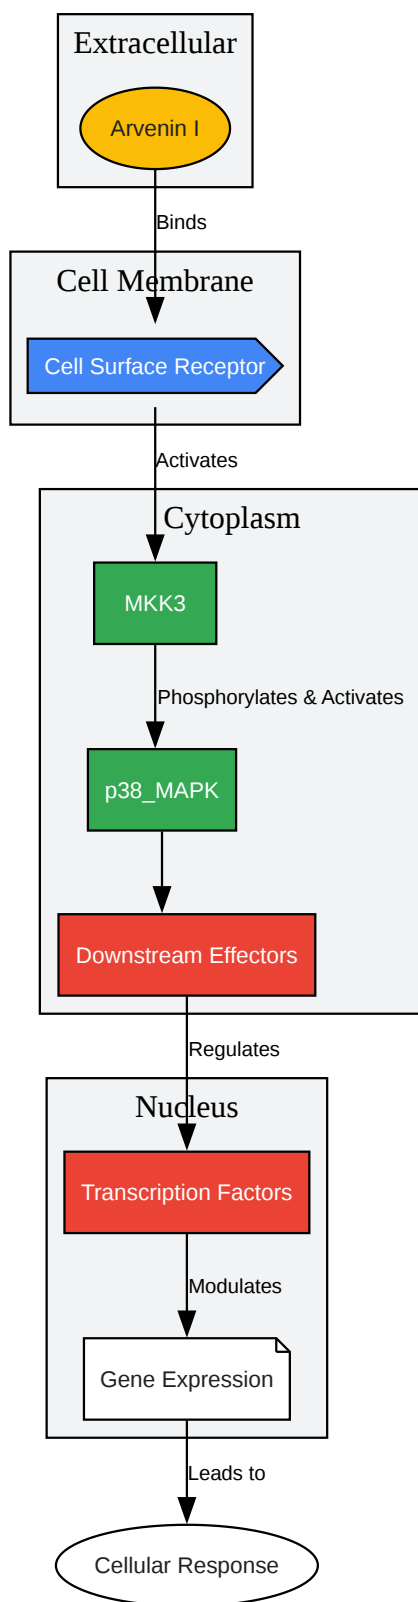 Extracellular
Arvenin I
Binds
Cell Membrane
Cell Surface Receptor
Activates
Cytoplasm
MKK3
Phosphorylates & Activates
p38_MAPK
Downstream Effectors
Regulates
Nucleus
Transcription Factors
Modulates
Gene Expression
Leads to
Cellular Response